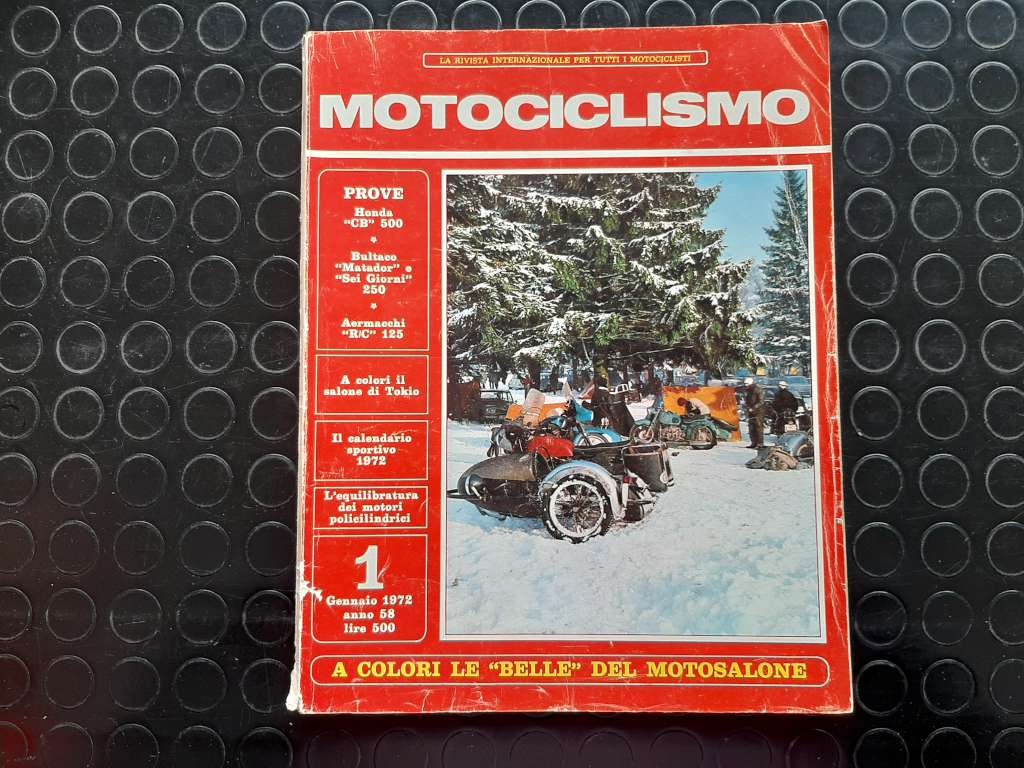 LA RIVISTA INTERNAZIONALE PER TUTTI I MOTOCICLISTI
MOTOCICLISMO
PROVE
Honda
"CB" 500
*
Bultaco
"Matador" e
"Sei Giorni"
250
*
Aermacchi
"R/C" 125
A colori il
salone di Tokio
Il calendario
sportivo
1972
L'equilibratura
dei motori
policilindrici
1
Gennaio 1972
anno 58
lire 500
A COLORI LE "BELLE" DEL MOTOSALONE